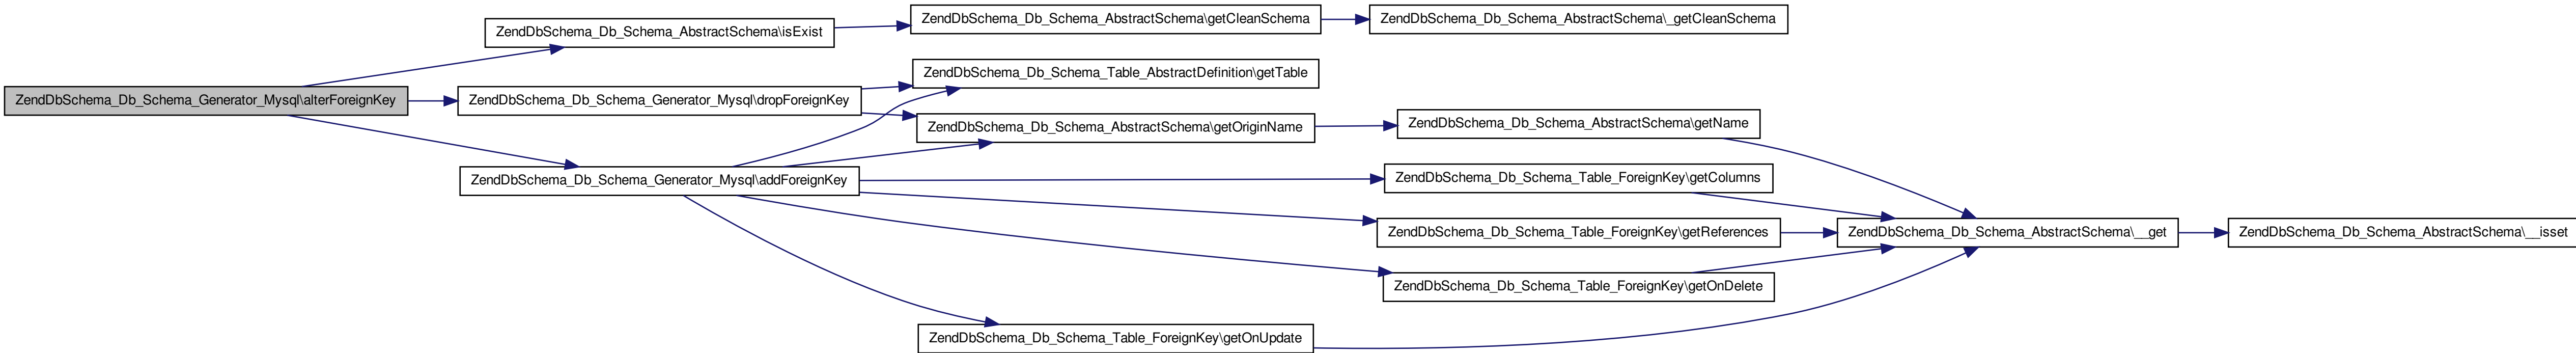 ZendDbSchema_Db_Schema_Generator_Mysql\alterForeignKey
ZendDbSchema_Db_Schema_AbstractSchema\isExist
ZendDbSchema_Db_Schema_Generator_Mysql\dropForeignKey
ZendDbSchema_Db_Schema_Generator_Mysql\addForeignKey
ZendDbSchema_Db_Schema_AbstractSchema\getCleanSchema
ZendDbSchema_Db_Schema_Table_AbstractDefinition\getTable
ZendDbSchema_Db_Schema_AbstractSchema\getOriginName
ZendDbSchema_Db_Schema_Table_ForeignKey\getOnUpdate
ZendDbSchema_Db_Schema_AbstractSchema\_getCleanSchema
ZendDbSchema_Db_Schema_AbstractSchema\getName
ZendDbSchema_Db_Schema_Table_ForeignKey\getColumns
ZendDbSchema_Db_Schema_Table_ForeignKey\getReferences
ZendDbSchema_Db_Schema_Table_ForeignKey\getOnDelete
ZendDbSchema_Db_Schema_AbstractSchema\__get
ZendDbSchema_Db_Schema_AbstractSchema\__isset